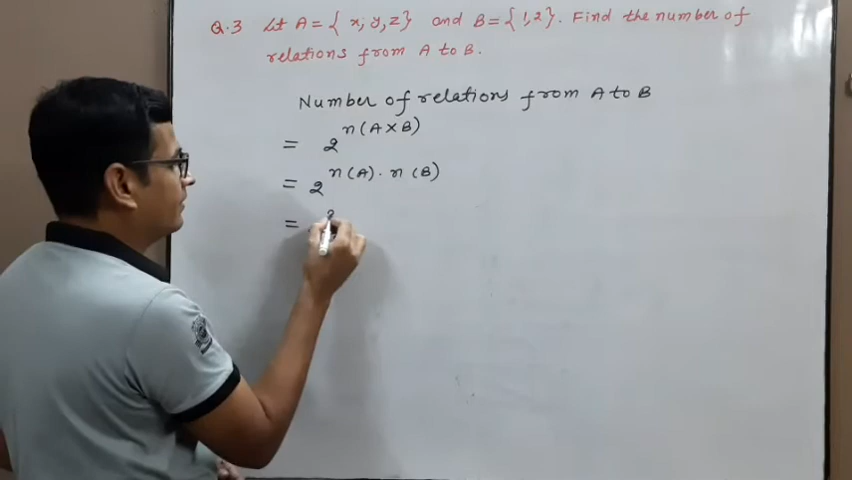 Q.3 Let A = { x, y, z } and B = { 1, 2 }. Find the number of
relations from A to B.
Number of relations from A to B
= 2^n(A×B)
= 2^n(A)·n(B)
=